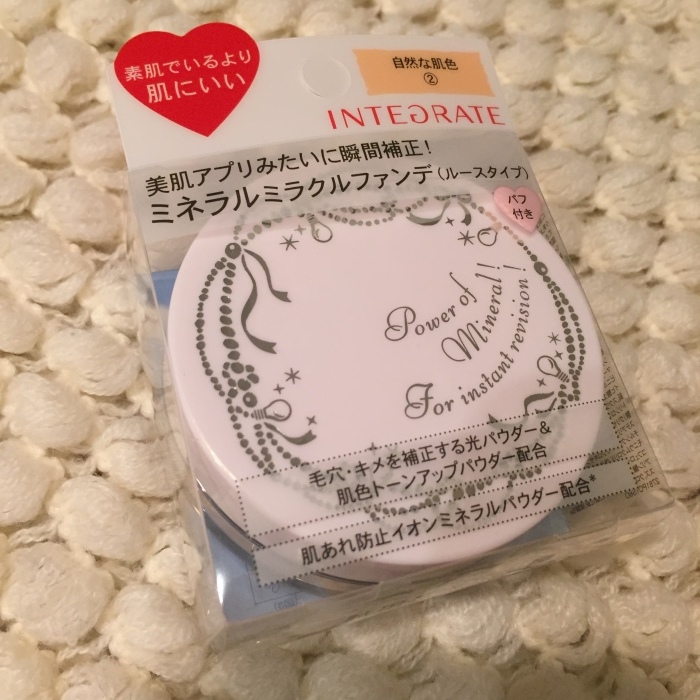 素肌でいるより
肌にいい
自然な肌色
②
INTEGRATE
美肌アプリみたいに瞬間補正!
ミネラルミラクルファンデ(ルースタイプ)
パフ
付き
Power of
Mineral!
For instant revision!
毛穴・キメを補正する光パウダー&
肌色トーンアップパウダー配合
肌あれ防止イオンミネラルパウダー配合*